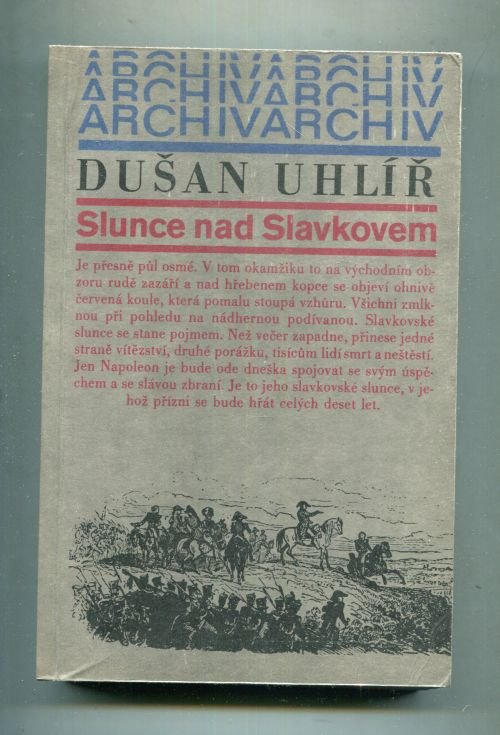 ARCHIVARCHIV
ARCHIVARCHIV
ARCHIVARCHIV
DUŠAN UHLÍŘ
Slunce nad Slavkovem
Je přesně půl osmé. V tom okamžiku to na východním ob-
zoru rudě zazáří a nad hřebenem kopce se objeví ohnivě
červená koule, která pomalu stoupá vzhůru. Všichni zmlk-
nou při pohledu na nádhernou podívanou. Slavkovské
slunce se stane pojmem. Než večer zapadne, přinese jedné
straně vítězství, druhé porážku, tisícům lidí smrt a neštěstí.
Jen Napoleon je bude ode dneška spojovat se svým úspě-
chem a se slávou zbraní. Je to jeho slavkovské slunce, v je-
hož přízni se bude hřát celých deset let.